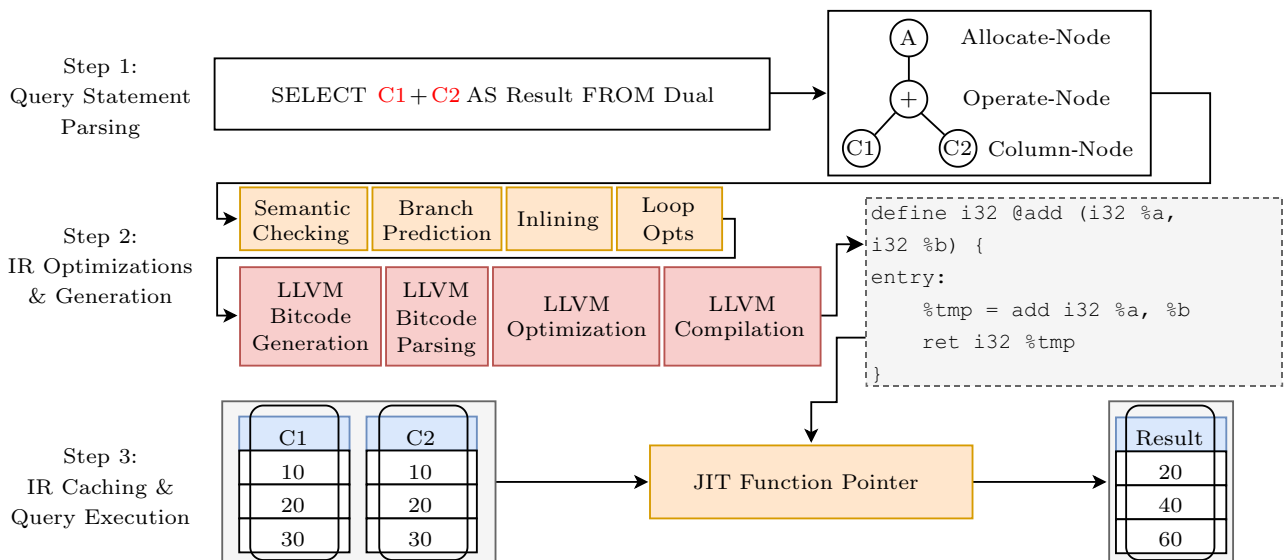 Step 1:
Query Statement
Parsing
SELECT C1+C2 AS Result FROM Dual
A
Allocate-Node
+
Operate-Node
C1
C2
Column-Node
Step 2:
IR Optimizations
& Generation
Semantic
Checking
Branch
Prediction
Inlining
Loop
Opts
LLVM
Bitcode
Generation
LLVM
Bitcode
Parsing
LLVM
Optimization
LLVM
Compilation
define i32 @add (i32 %a,
i32 %b) {
entry:
    %tmp = add i32 %a, %b
    ret i32 %tmp
}
Step 3:
IR Caching &
Query Execution
C1
10
20
30
C2
10
20
30
JIT Function Pointer
Result
20
40
60